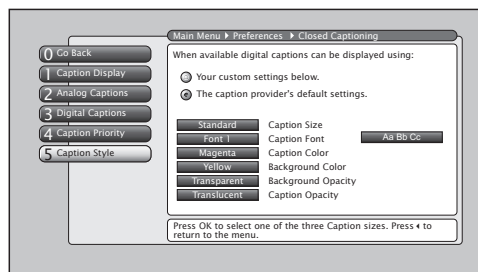 Main Menu ▸ Preferences ▸ Closed Captioning
0 Go Back
1 Caption Display
2 Analog Captions
3 Digital Captions
4 Caption Priority
5 Caption Style
When available digital captions can be displayed using:
Your custom settings below.
The caption provider's default settings.
Standard Caption Size
Font 1 Caption Font Aa Bb Cc
Magenta Caption Color
Yellow Background Color
Transparent Background Opacity
Translucent Caption Opacity
Press OK to select one of the three Caption sizes. Press ◂ to
return to the menu.